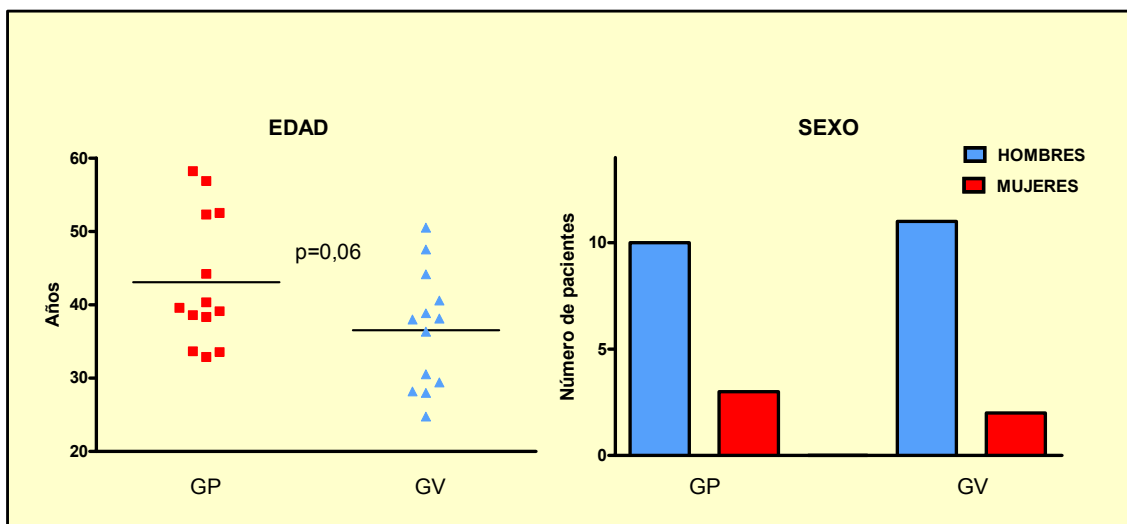 EDAD
60
50
40
30
20
Años
p=0,06
GP
GV
SEXO
HOMBRES
MUJERES
10
5
0
Número de pacientes
GP
GV